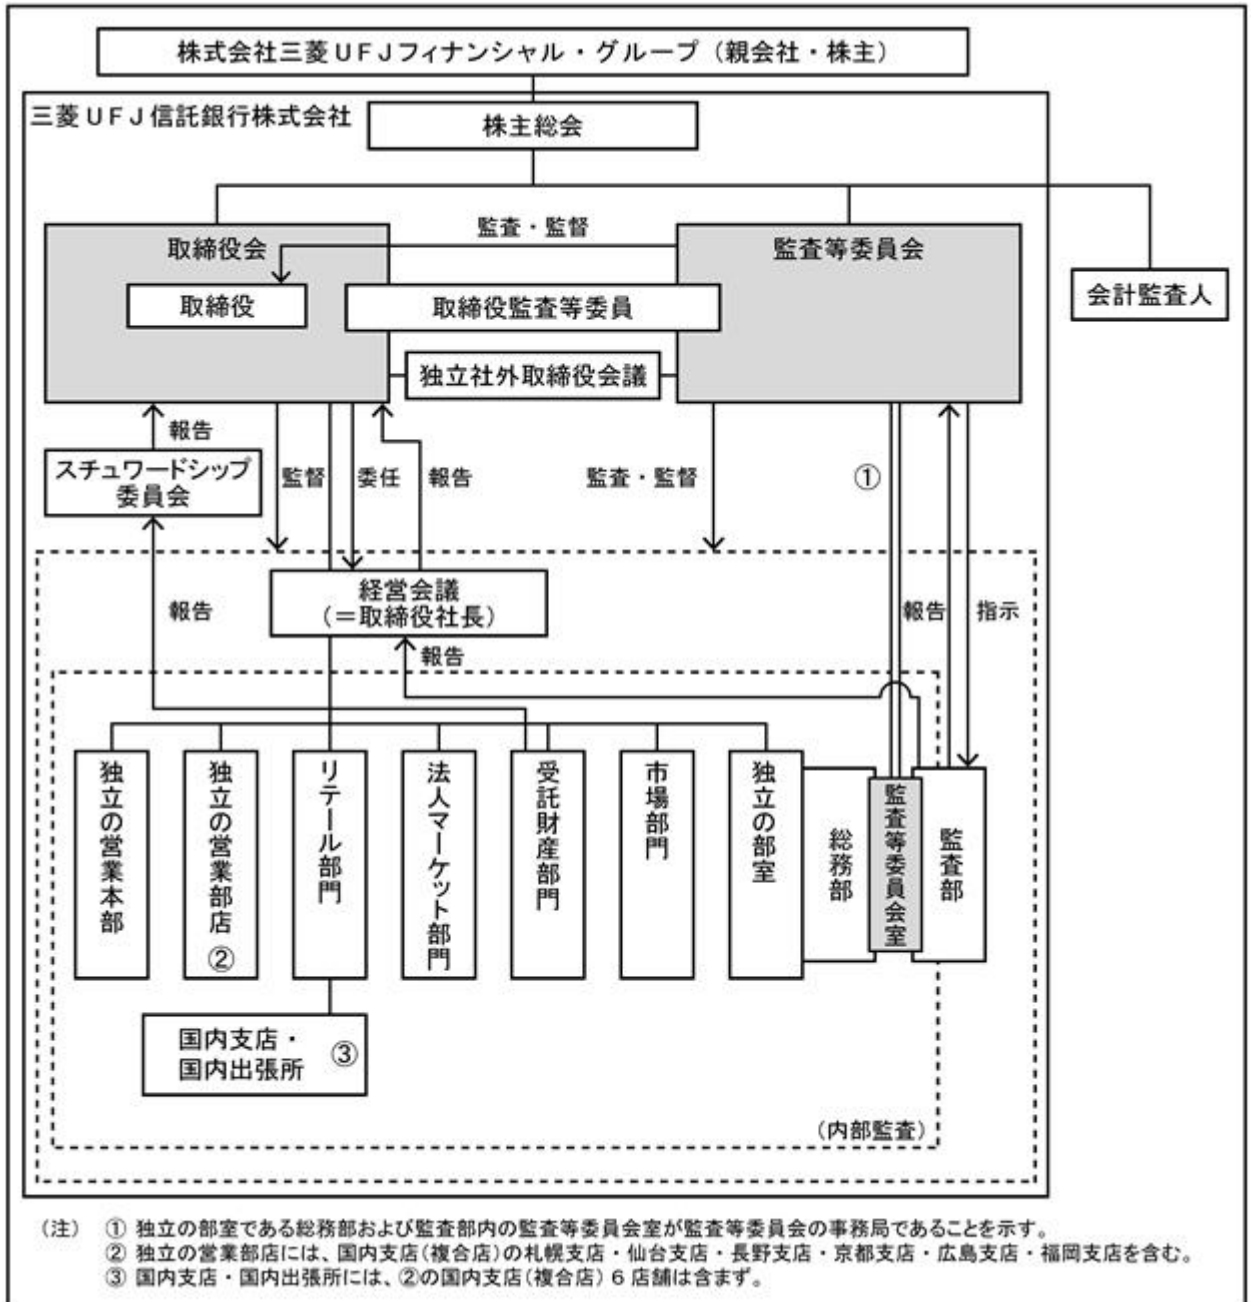 株式会社三菱UFJフィナンシャル・グループ（親会社・株主）
三菱UFJ信託銀行株式会社
株主総会
監査・監督
取締役会
監査等委員会
取締役
取締役監査等委員
会計監査人
独立社外取締役会議
報告
スチュワードシップ
委員会
監督
委任
報告
監査・監督
①
経営会議
（＝取締役社長）
報告
報告
指示
報告
独立の営業本部
独立の営業部店
②
リテール部門
法人マーケット部門
受託財産部門
市場部門
独立の部室
総務部
監査等委員会室
監査部
国内支店・
国内出張所
③
（内部監査）
（注） ① 独立の部室である総務部および監査部内の監査等委員会室が監査等委員会の事務局であることを示す。
② 独立の営業部店には、国内支店（複合店）の札幌支店・仙台支店・長野支店・京都支店・広島支店・福岡支店を含む。
③ 国内支店・国内出張所には、②の国内支店（複合店）６店舗は含まず。